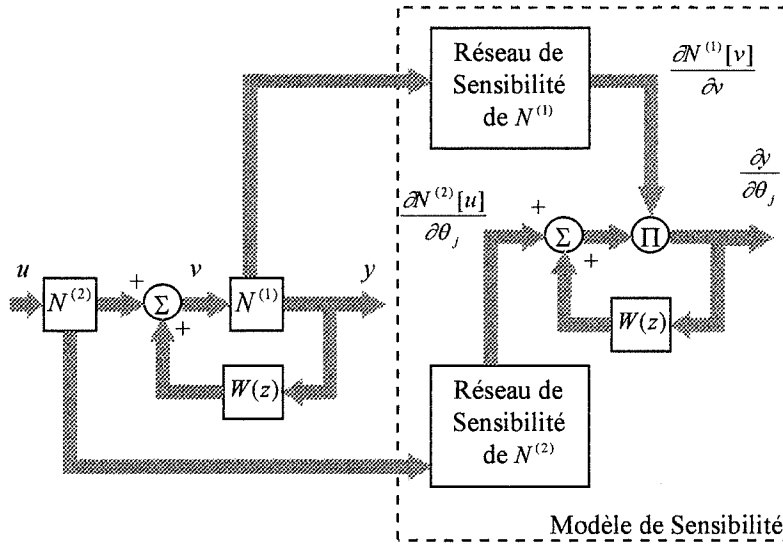 Réseau de
Sensibilité
de N⁽¹⁾
∂N⁽¹⁾[v]
∂v
∂N⁽²⁾[u]
∂θⱼ
∂y
∂θⱼ
+
Σ
+
Π
W(z)
u
N⁽²⁾
+
Σ
+
v
N⁽¹⁾
y
W(z)
Réseau de
Sensibilité
de N⁽²⁾
Modèle de Sensibilité